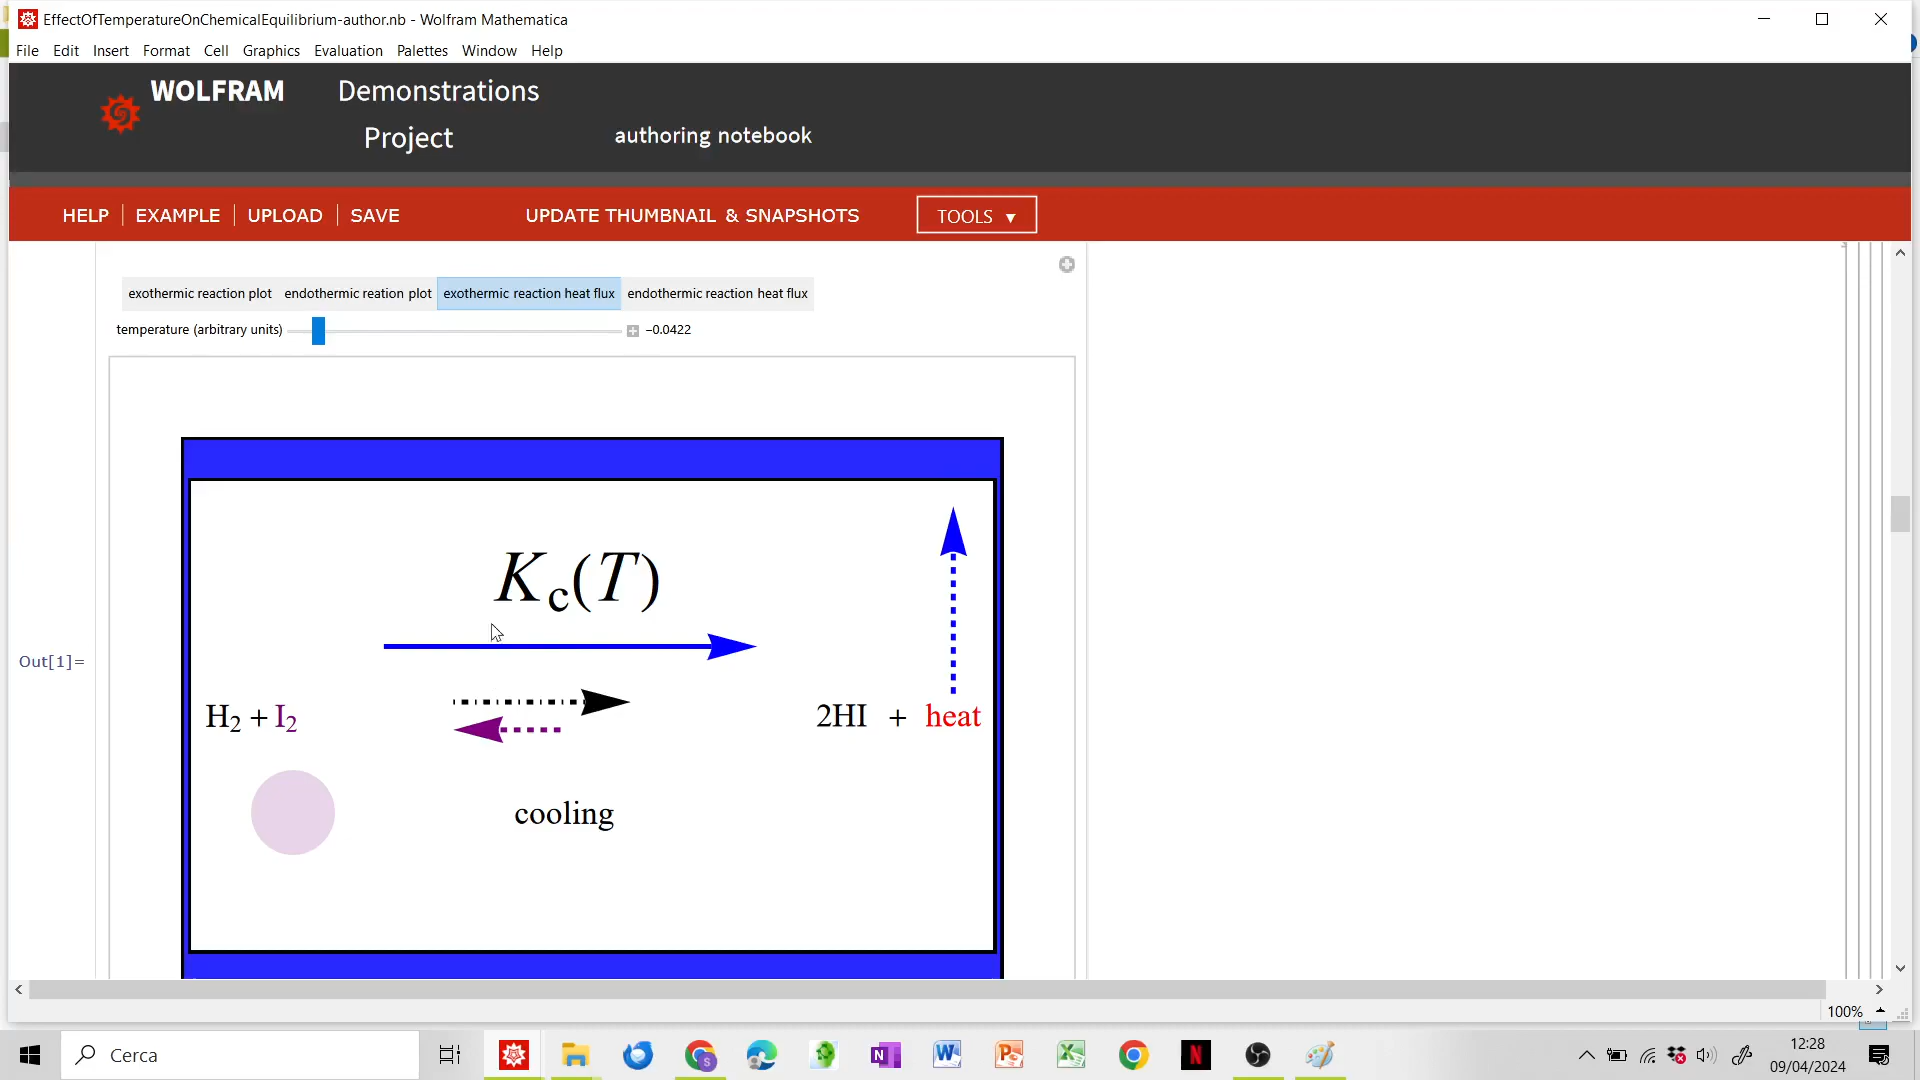 EffectOfTemperatureOnChemicalEquilibrium-author.nb - Wolfram Mathematica
File Edit Insert Format Cell Graphics Evaluation Palettes Window Help
WOLFRAM Demonstrations
Project authoring notebook
HELP EXAMPLE UPLOAD SAVE UPDATE THUMBNAIL & SNAPSHOTS TOOLS ▼
exothermic reaction plot endothermic reation plot exothermic reaction heat flux endothermic reaction heat flux
temperature (arbitrary units) −0.0422
K_c(T)
Out[1]=
H₂ + I₂ 2HI + heat
cooling
100%
Cerca
12:28
09/04/2024